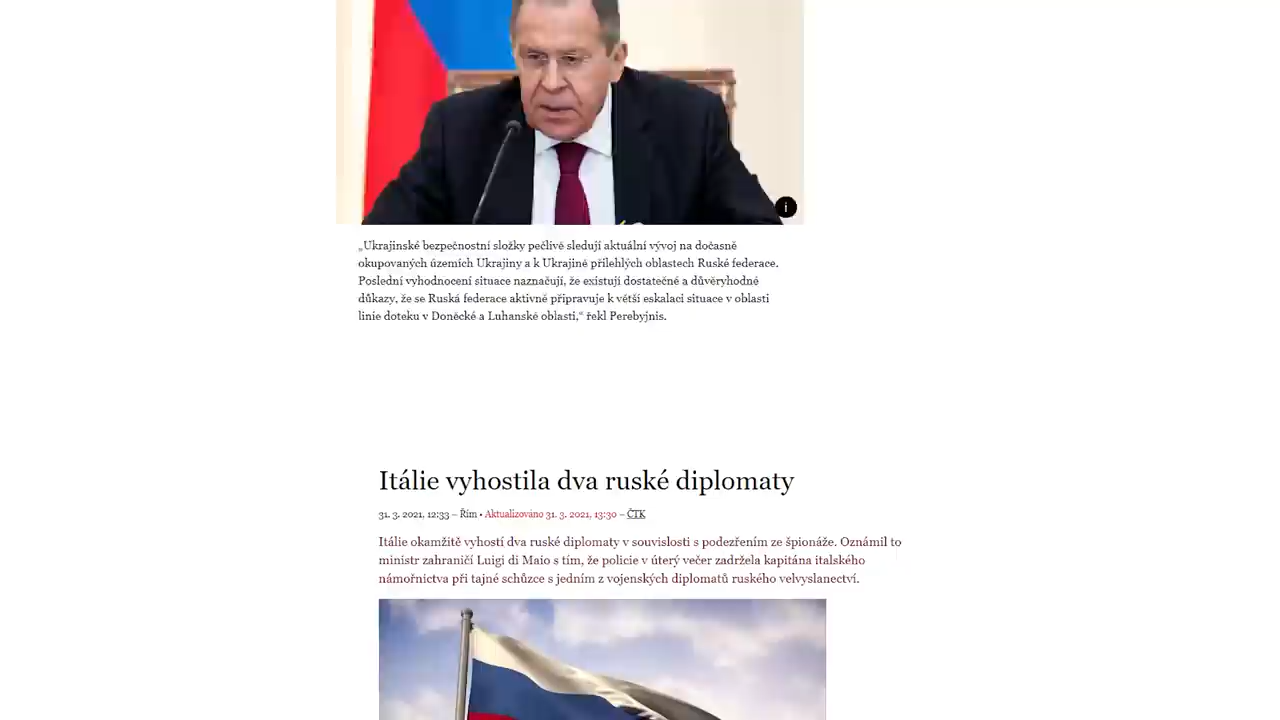 „Ukrajinské bezpečnostní složky pečlivě sledují aktuální vývoj na dočasně
okupovaných územích Ukrajiny a k Ukrajině přilehlých oblastech Ruské federace.
Poslední vyhodnocení situace naznačují, že existují dostatečné a důvěryhodné
důkazy, že se Ruská federace aktivně připravuje k větší eskalaci situace v oblasti
linie doteku v Doněcké a Luhanské oblasti,“ řekl Perebyjnis.
Itálie vyhostila dva ruské diplomaty
31. 3. 2021, 12:33 – Řím • Aktualizováno 31. 3. 2021, 13:30 – ČTK
Itálie okamžitě vyhostí dva ruské diplomaty v souvislosti s podezřením ze špionáže. Oznámil to
ministr zahraničí Luigi di Maio s tím, že policie v úterý večer zadržela kapitána italského
námořnictva při tajné schůzce s jedním z vojenských diplomatů ruského velvyslanectví.